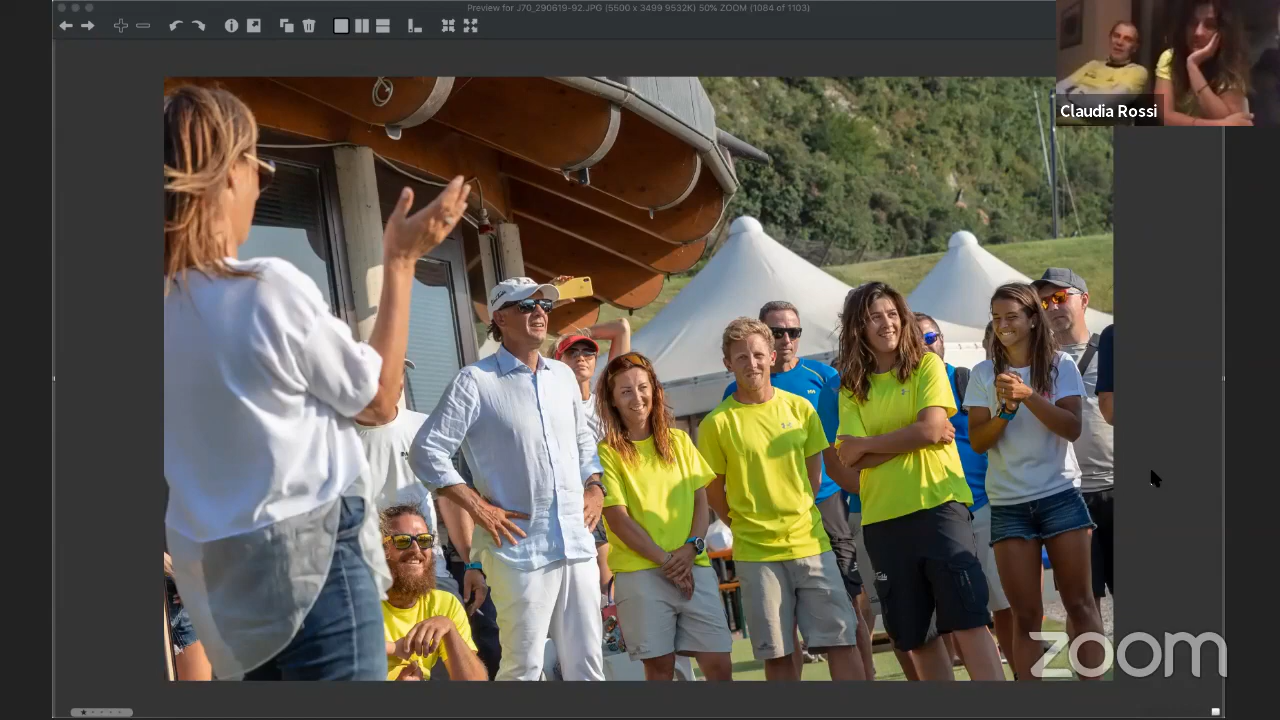 Preview for J70_290619-92.JPG (5500 x 3499 9532K) 50% ZOOM (1084 of 1103)
Claudia Rossi
zoom